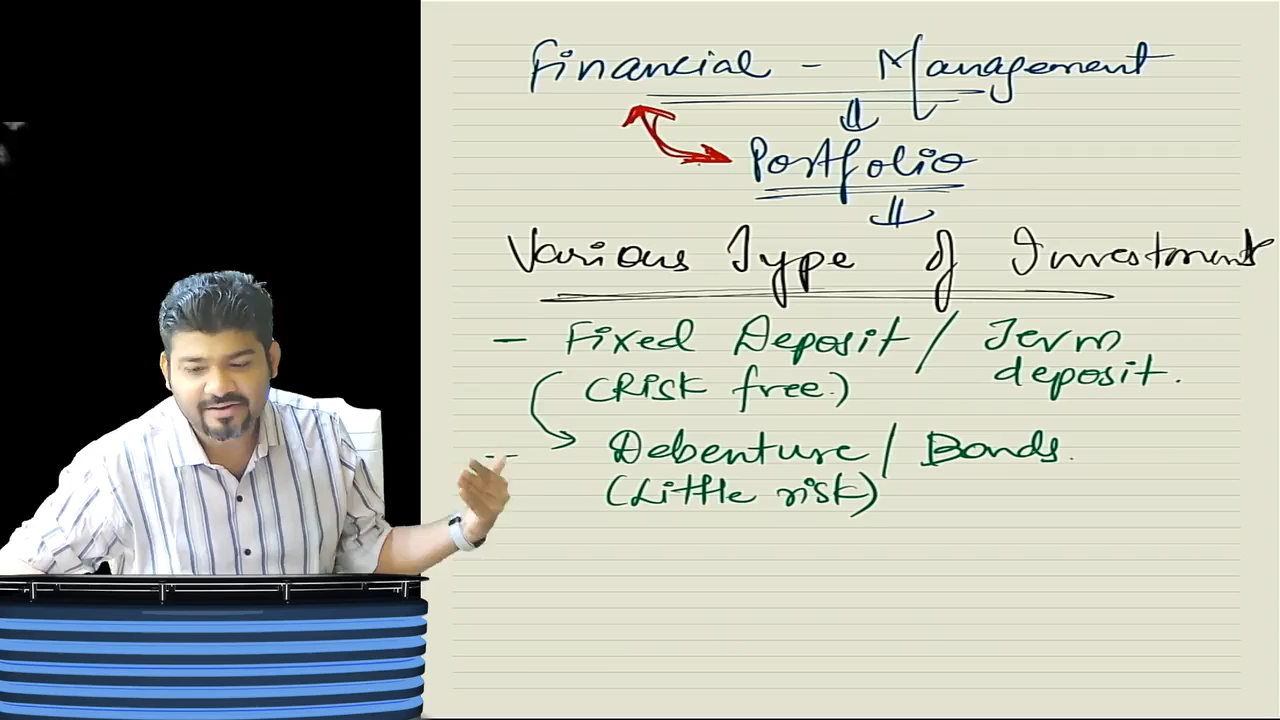 Financial - Management
Portfolio
Various Type of Investment
- Fixed Deposit / Term deposit.
(Risk free.)
- Debenture / Bonds.
(Little risk)